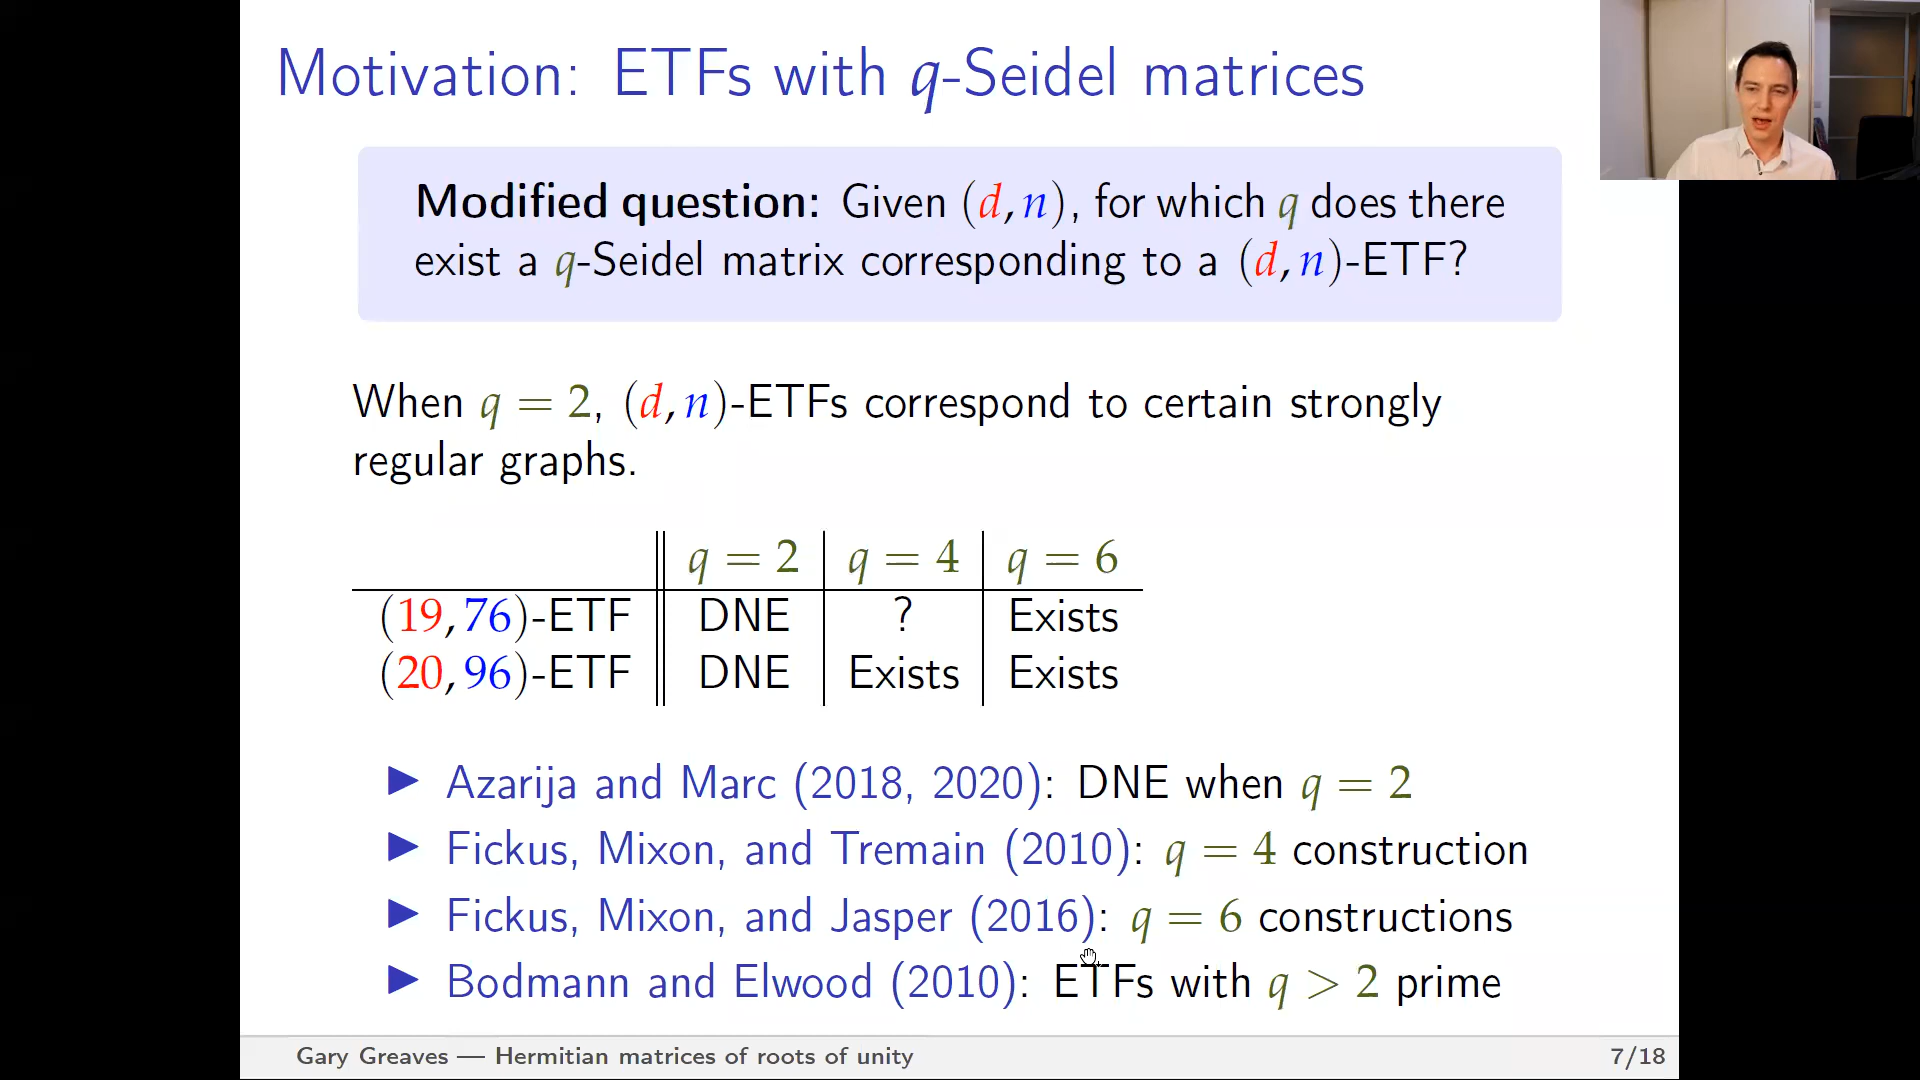 Motivation: ETFs with q-Seidel matrices
Modified question: Given (d, n), for which q does there
exist a q-Seidel matrix corresponding to a (d, n)-ETF?
When q = 2, (d, n)-ETFs correspond to certain strongly
regular graphs.
q = 2 q = 4 q = 6
(19, 76)-ETF DNE ? Exists
(20, 96)-ETF DNE Exists Exists
▶ Azarija and Marc (2018, 2020): DNE when q = 2
▶ Fickus, Mixon, and Tremain (2010): q = 4 construction
▶ Fickus, Mixon, and Jasper (2016): q = 6 constructions
▶ Bodmann and Elwood (2010): ETFs with q > 2 prime
Gary Greaves — Hermitian matrices of roots of unity 7/18